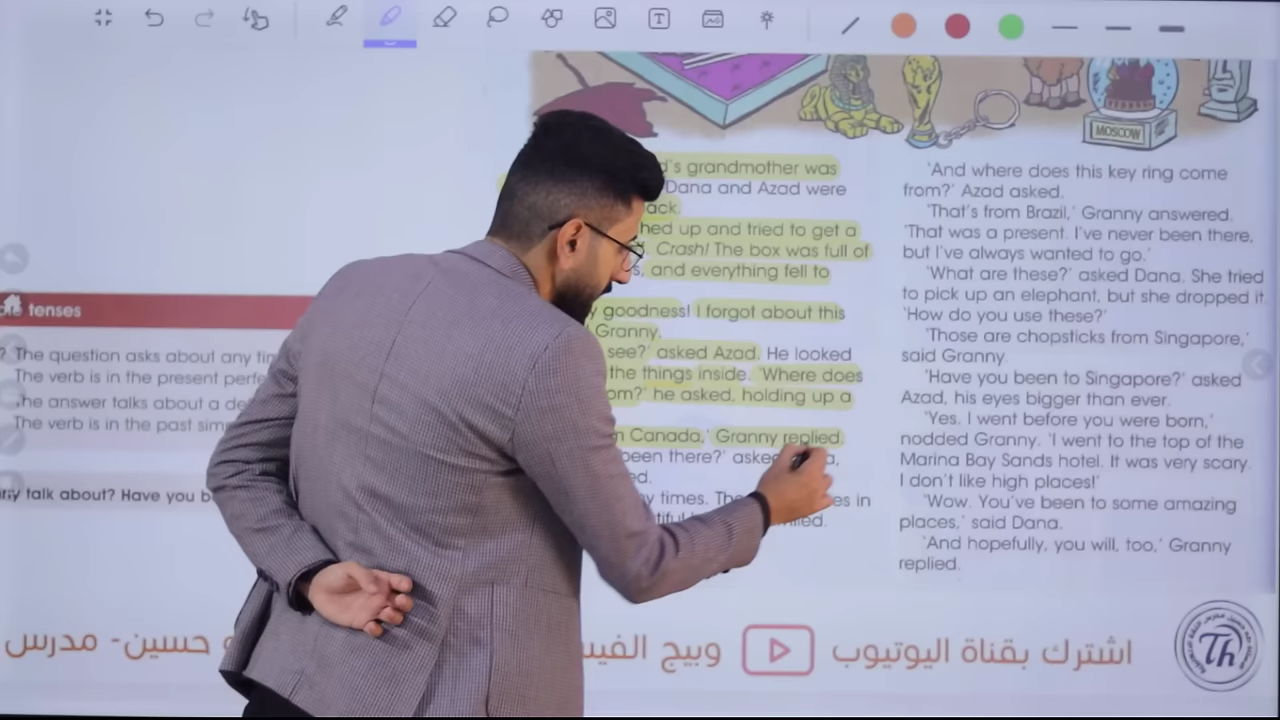 MOSCOW
ple tenses
? The question asks about any
The verb is in the present
The answer talks about a
The verb is in the past
talk about? Have you
d's grandmother was
Dana and Azad were
ack.
hed up and tried to get a
Crash! The box was full of
s, and everything fell to
y goodness! I forgot about this
Granny.
see?' asked Azad. He looked
the things inside. 'Where does
om?' he asked, holding up a
n Canada,' Granny replied.
been there?' asked
ed.
y times. The es in
tiful
'And where does this key ring come
from?' Azad asked.
'That's from Brazil,' Granny answered.
'That was a present. I've never been there,
but I've always wanted to go.'
'What are these?' asked Dana. She tried
to pick up an elephant, but she dropped it.
'How do you use these?'
'Those are chopsticks from Singapore,'
said Granny
'Have you been to Singapore?' asked
Azad, his eyes bigger than ever.
'Yes. I went before you were born,'
nodded Granny. 'I went to the top of the
Marina Bay Sands hotel. It was very scary.
I don't like high places!'
'Wow. You've been to some amazing
places,' said Dana.
'And hopefully, you will, too,' Granny
replied.
اشترك بقناة اليوتيوب وبيج الفيس حسين- مدرس
Th